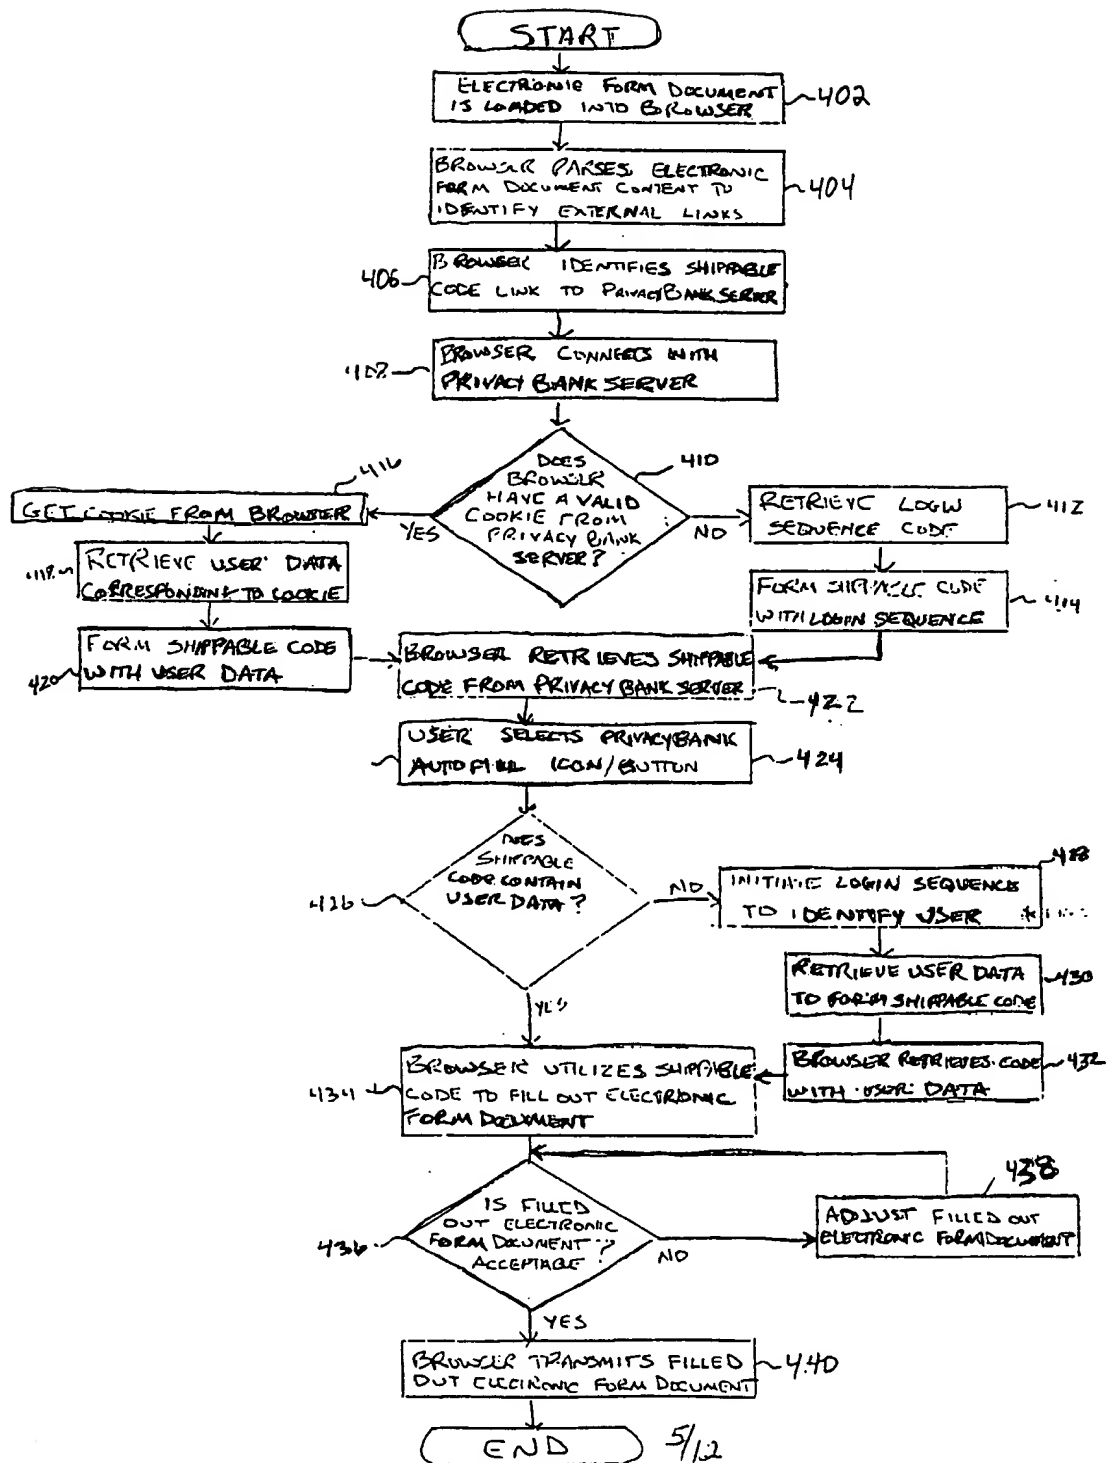 START
ELECTRONIC FORM DOCUMENT
IS LOADED INTO BROWSER
402
BROWSER PARSES ELECTRONIC
FORM DOCUMENT CONTENT TO
IDENTIFY EXTERNAL LINKS
404
406
BROWSER IDENTIFIES SHIPPABLE
CODE LINK TO PRIVACYBANK SERVER
408
BROWSER CONNECTS WITH
PRIVACY BANK SERVER
DOES
BROWSER
HAVE A VALID
COOKIE FROM
PRIVACY BANK
SERVER?
410
YES
NO
416
GET COOKIE FROM BROWSER
RETRIEVE LOGIN
SEQUENCE CODE
412
418
RETRIEVE USER DATA
CORRESPONDING TO COOKIE
FORM SHIPPABLE CODE
WITH LOGIN SEQUENCE
414
420
FORM SHIPPABLE CODE
WITH USER DATA
BROWSER RETRIEVES SHIPPABLE
CODE FROM PRIVACY BANK SERVER
422
USER SELECTS PRIVACYBANK
AUTOFILL ICON/BUTTON
424
DOES
SHIPPABLE
CODE CONTAIN
USER DATA?
426
NO
YES
428
INITIATE LOGIN SEQUENCE
TO IDENTIFY USER
RETRIEVE USER DATA
TO FORM SHIPPABLE CODE
430
BROWSER RETRIEVES CODE
WITH USER DATA
432
434
BROWSER UTILIZES SHIPPABLE
CODE TO FILL OUT ELECTRONIC
FORM DOCUMENT
IS FILLED
OUT ELECTRONIC
FORM DOCUMENT?
ACCEPTABLE
436
NO
438
ADJUST FILLED OUT
ELECTRONIC FORM DOCUMENT
YES
BROWSER TRANSMITS FILLED
OUT ELECTRONIC FORM DOCUMENT
440
END
5/12